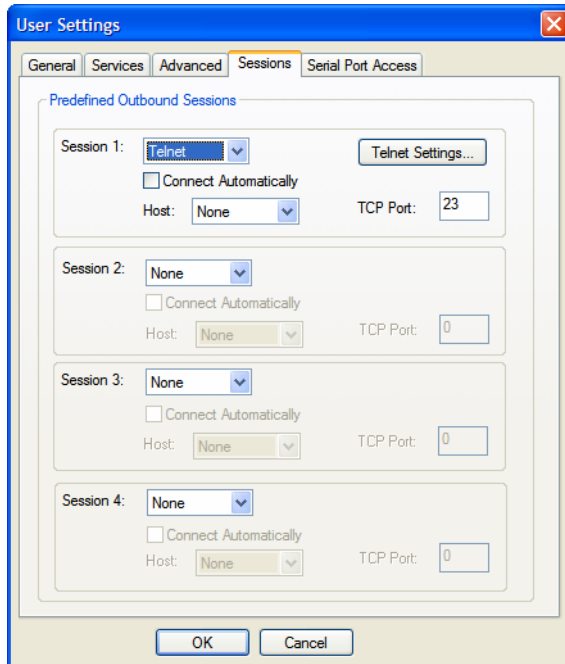 User Settings
General Services Advanced Sessions Serial Port Access
Predefined Outbound Sessions
Session 1: Telnet Telnet Settings...
Connect Automatically
Host: None TCP Port: 23
Session 2: None
Connect Automatically
Host: None TCP Port: 0
Session 3: None
Connect Automatically
Host: None TCP Port: 0
Session 4: None
Connect Automatically
Host: None TCP Port: 0
OK Cancel